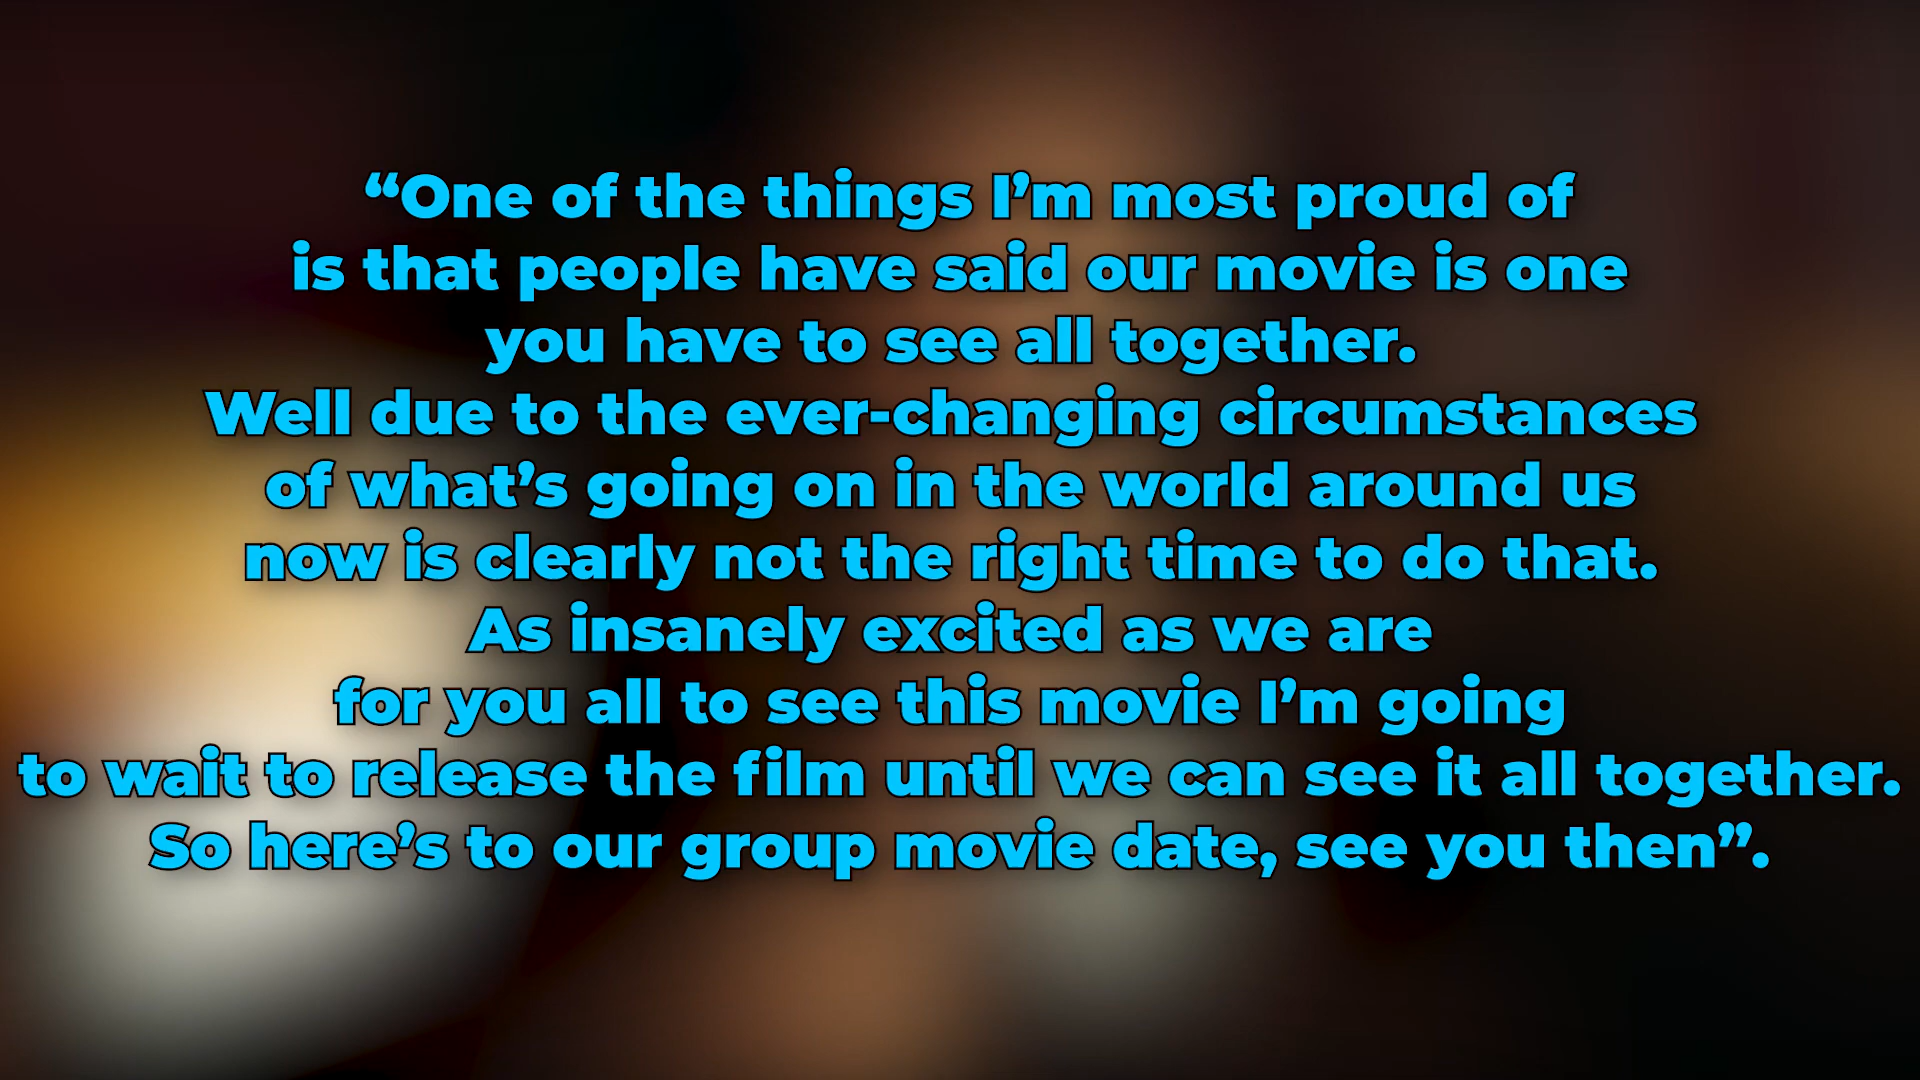 “One of the things I’m most proud of
is that people have said our movie is one
you have to see all together.
Well due to the ever-changing circumstances
of what’s going on in the world around us
now is clearly not the right time to do that.
As insanely excited as we are
for you all to see this movie I’m going
to wait to release the film until we can see it all together.
So here’s to our group movie date, see you then”.